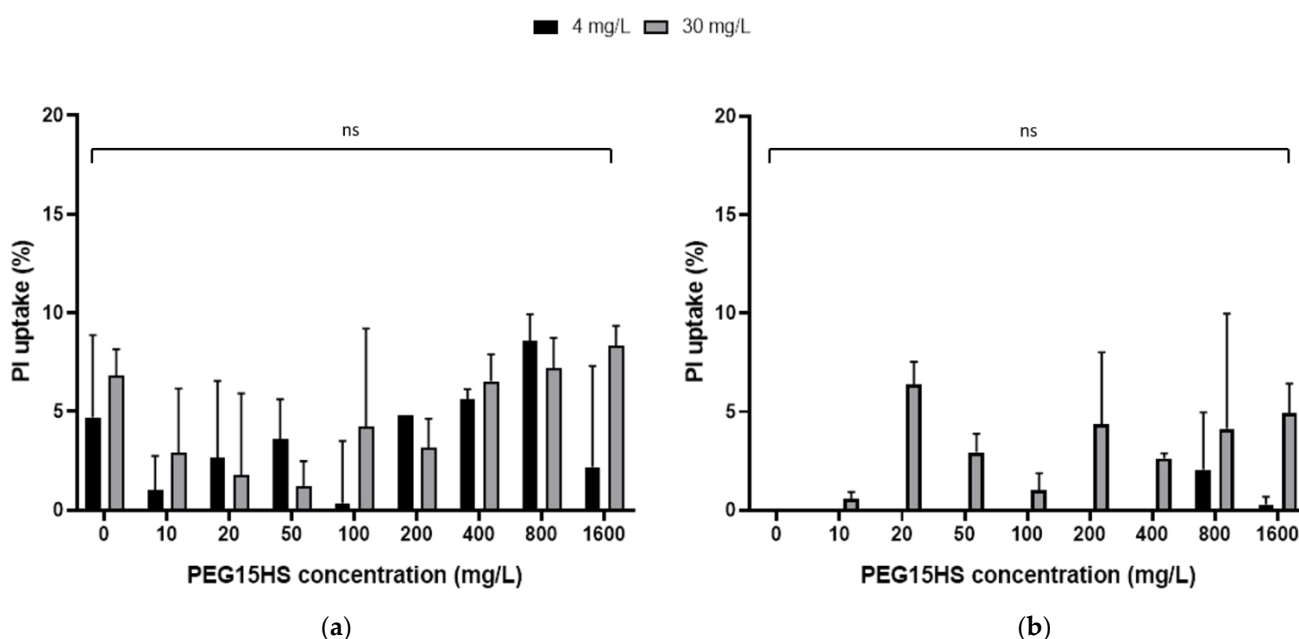 4 mg/L 30 mg/L
20
15
10
5
0
PI uptake (%)
ns
0 10 20 50 100 200 400 800 1600
PEG15HS concentration (mg/L)
(a)
20
15
10
5
0
PI uptake (%)
ns
0 10 20 50 100 200 400 800 1600
PEG15HS concentration (mg/L)
(b)